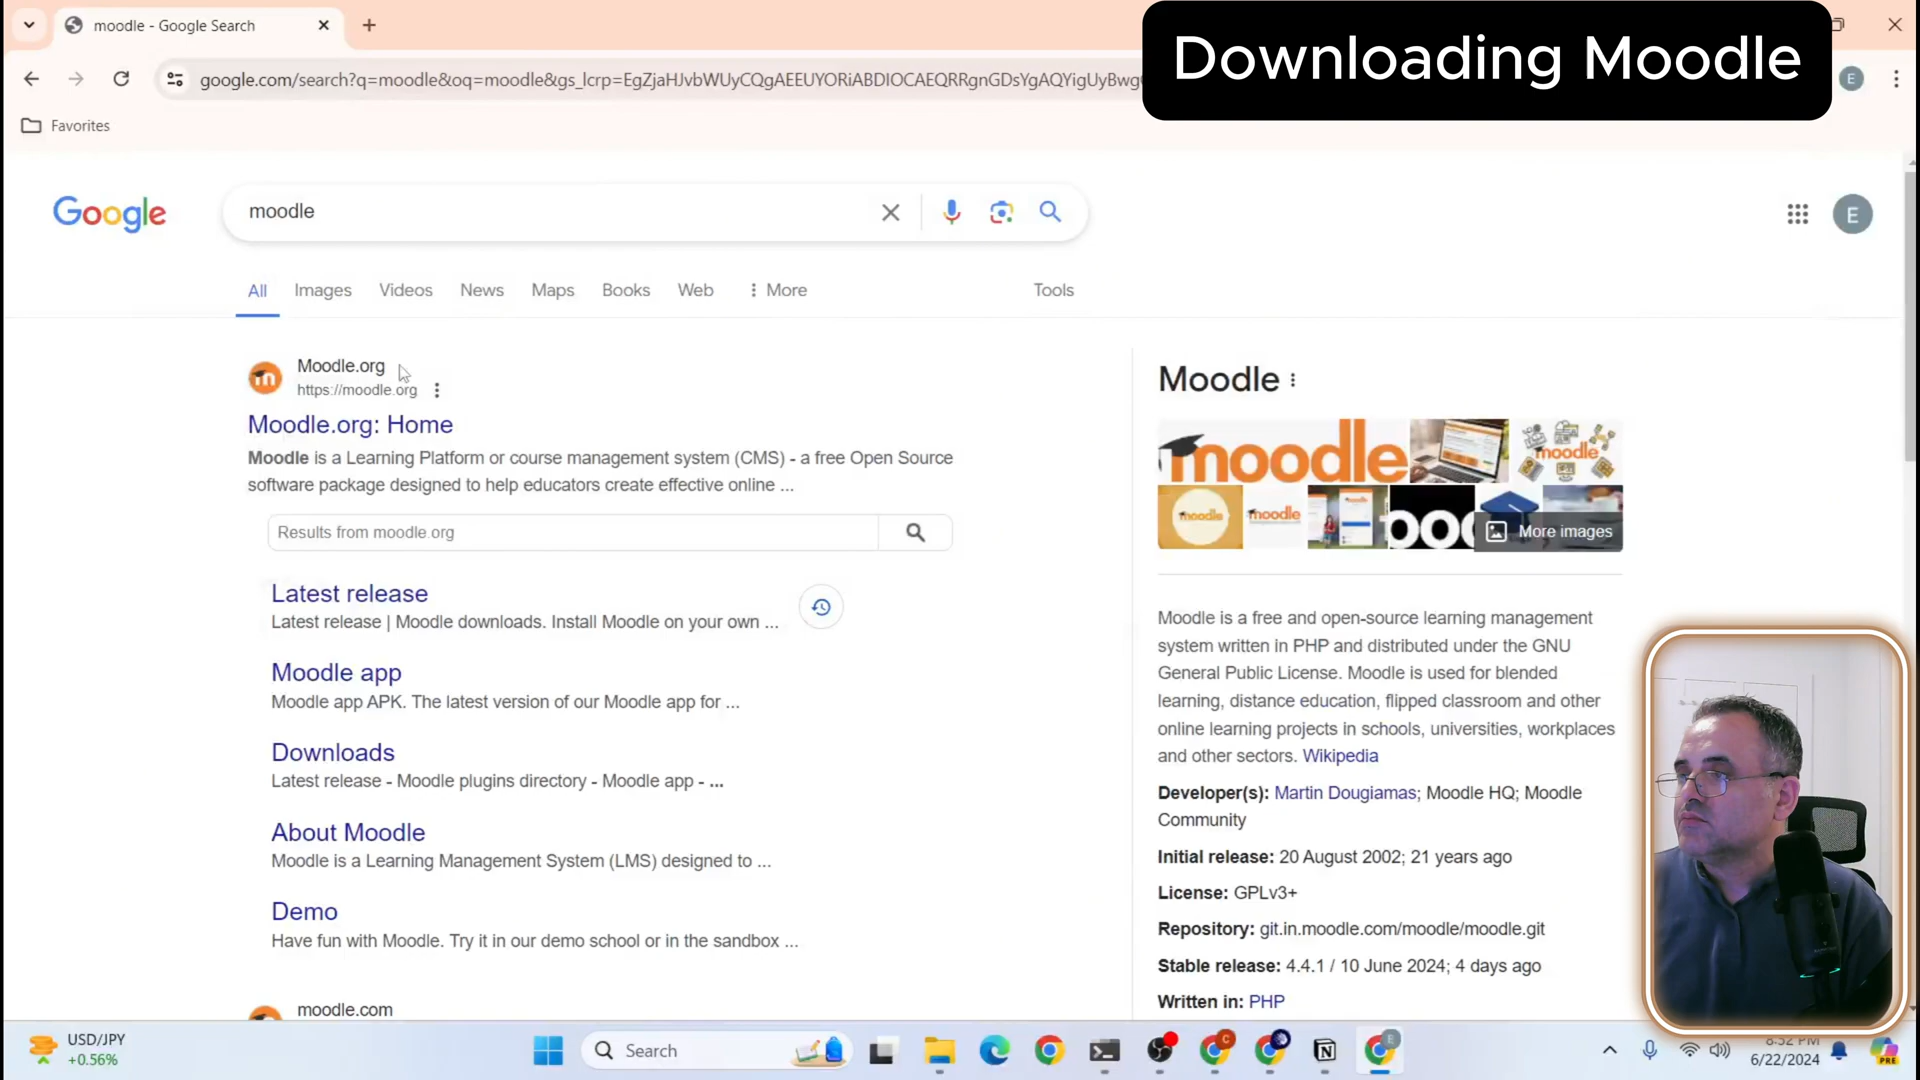 moodle - Google Search
Downloading Moodle
google.com/search?q=moodle&oq=moodle&gs_lcrp=EgZjaHJvbWUyCQgAEEUYORiABDIOCAEQRRgnGDsYgAQYigUyBwg
E
Favorites
Google
moodle
E
All
Images
Videos
News
Maps
Books
Web
More
Tools
Moodle.org
https://moodle.org
Moodle.org: Home
Moodle is a Learning Platform or course management system (CMS) - a free Open Source
software package designed to help educators create effective online ...
Results from moodle.org
Latest release
Latest release | Moodle downloads. Install Moodle on your own ...
Moodle app
Moodle app APK. The latest version of our Moodle app for ...
Downloads
Latest release - Moodle plugins directory - Moodle app - ...
About Moodle
Moodle is a Learning Management System (LMS) designed to ...
Demo
Have fun with Moodle. Try it in our demo school or in the sandbox ...
moodle.com
Moodle
moodle
moodle
moodle
moodle
More images
Moodle is a free and open-source learning management
system written in PHP and distributed under the GNU
General Public License. Moodle is used for blended
learning, distance education, flipped classroom and other
online learning projects in schools, universities, workplaces
and other sectors. Wikipedia
Developer(s): Martin Dougiamas; Moodle HQ; Moodle
Community
Initial release: 20 August 2002; 21 years ago
License: GPLv3+
Repository: git.in.moodle.com/moodle/moodle.git
Stable release: 4.4.1 / 10 June 2024; 4 days ago
Written in: PHP
USD/JPY
+0.56%
Search
6/22/2024
PRE